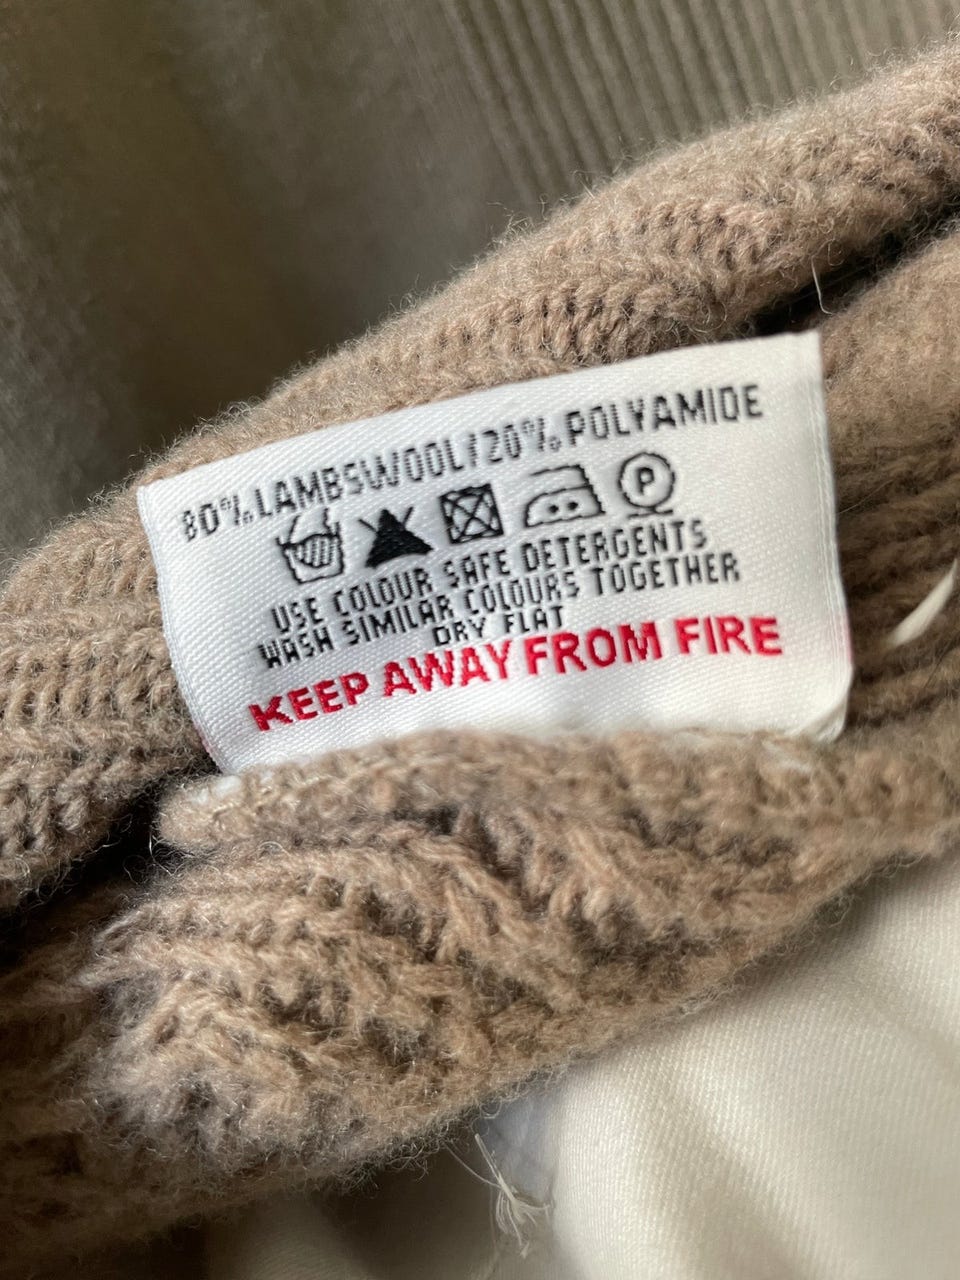 80% LAMBSWOOL/20% POLYAMIDE
P
USE COLOUR SAFE DETERGENTS
WASH SIMILAR COLOURS TOGETHER
DRY FLAT
KEEP AWAY FROM FIRE